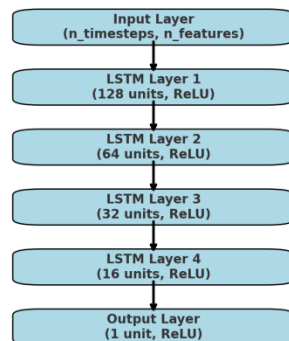 Input Layer
(n_timesteps, n_features)
LSTM Layer 1
(128 units, ReLU)
LSTM Layer 2
(64 units, ReLU)
LSTM Layer 3
(32 units, ReLU)
LSTM Layer 4
(16 units, ReLU)
Output Layer
(1 unit, ReLU)